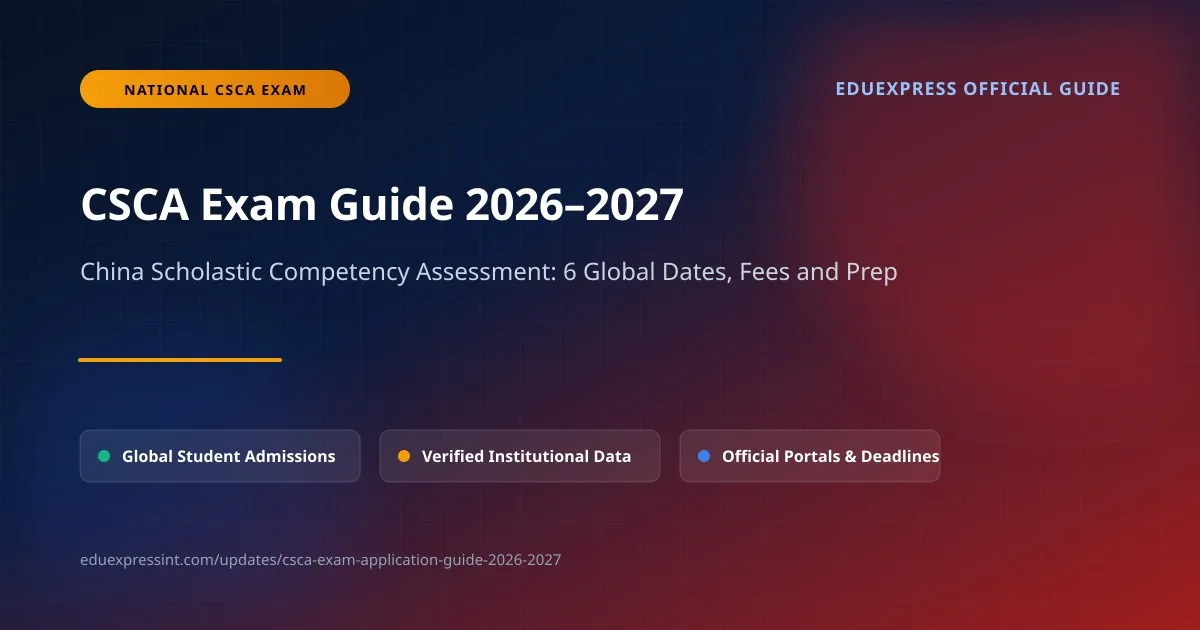 NATIONAL CSCA EXAM
EDUEXPRESS OFFICIAL GUIDE
CSCA Exam Guide 2026–2027
China Scholastic Competency Assessment: 6 Global Dates, Fees and Prep
Global Student Admissions
Verified Institutional Data
Official Portals & Deadlines
eduexpressint.com/updates/csca-exam-application-guide-2026-2027